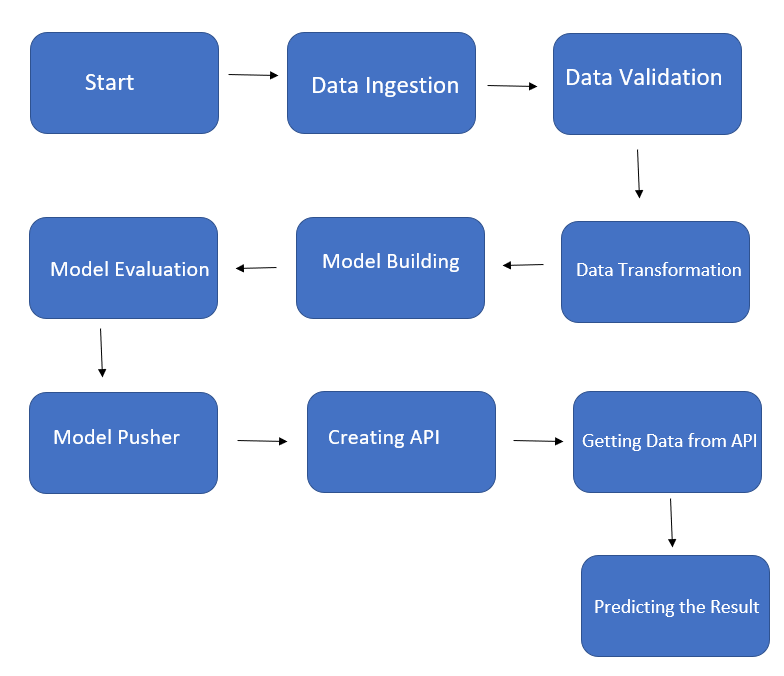 Start
Data Ingestion
Data Validation
Data Transformation
Model Building
Model Evaluation
Model Pusher
Creating API
Getting Data from API
Predicting the Result